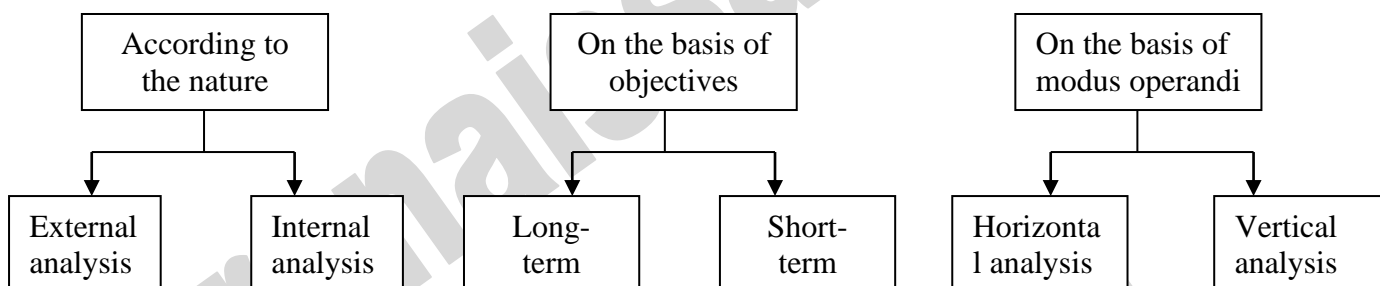 According to
the nature
On the basis of
objectives
On the basis of
modus operandi
External
analysis
Internal
analysis
Long-
term
Short-
term
Horizonta
l analysis
Vertical
analysis